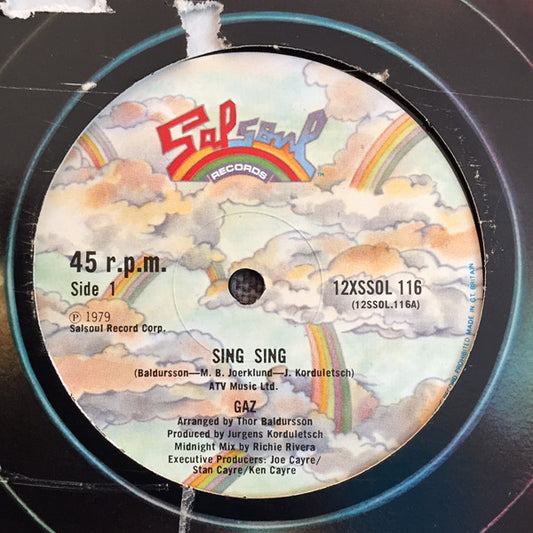 Salsoul
RECORDS
TM
45 r.p.m.
Side 1
℗ 1979
Salsoul Record Corp.
12XSSOL 116
(12SSOL.116A)
SING SING
(Baldursson—M. B. Joerklund—J. Korduletsch)
ATV Music Ltd.
GAZ
Arranged by Thor Baldursson
Produced by Jurgens Korduletsch
Midnight Mix by Richie Rivera
Executive Producers: Joe Cayre/
Stan Cayre/Ken Cayre
PROHIBITED MADE IN GT. BRITAIN